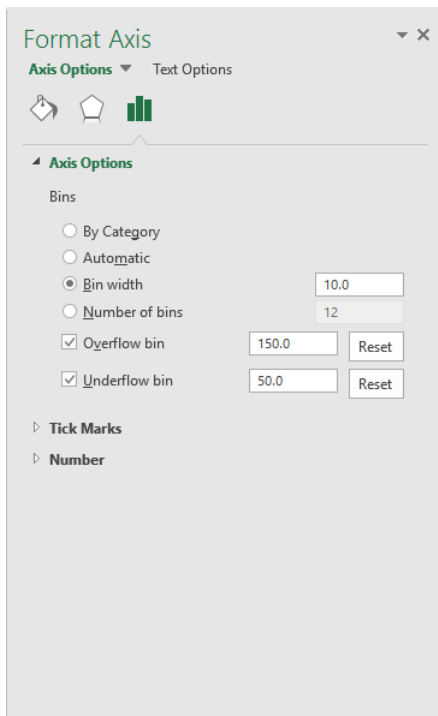 Format Axis
Axis Options Text Options
Axis Options
Bins
By Category
Automatic
Bin width 10.0
Number of bins 12
Overflow bin 150.0 Reset
Underflow bin 50.0 Reset
Tick Marks
Number